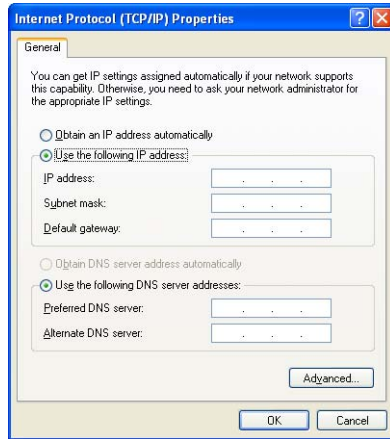 Internet Protocol (TCP/IP) Properties
General
You can get IP settings assigned automatically if your network supports
this capability. Otherwise, you need to ask your network administrator for
the appropriate IP settings.
Obtain an IP address automatically
Use the following IP address:
IP address:
Subnet mask:
Default gateway:
Obtain DNS server address automatically
Use the following DNS server addresses:
Preferred DNS server:
Alternate DNS server:
Advanced...
OK
Cancel